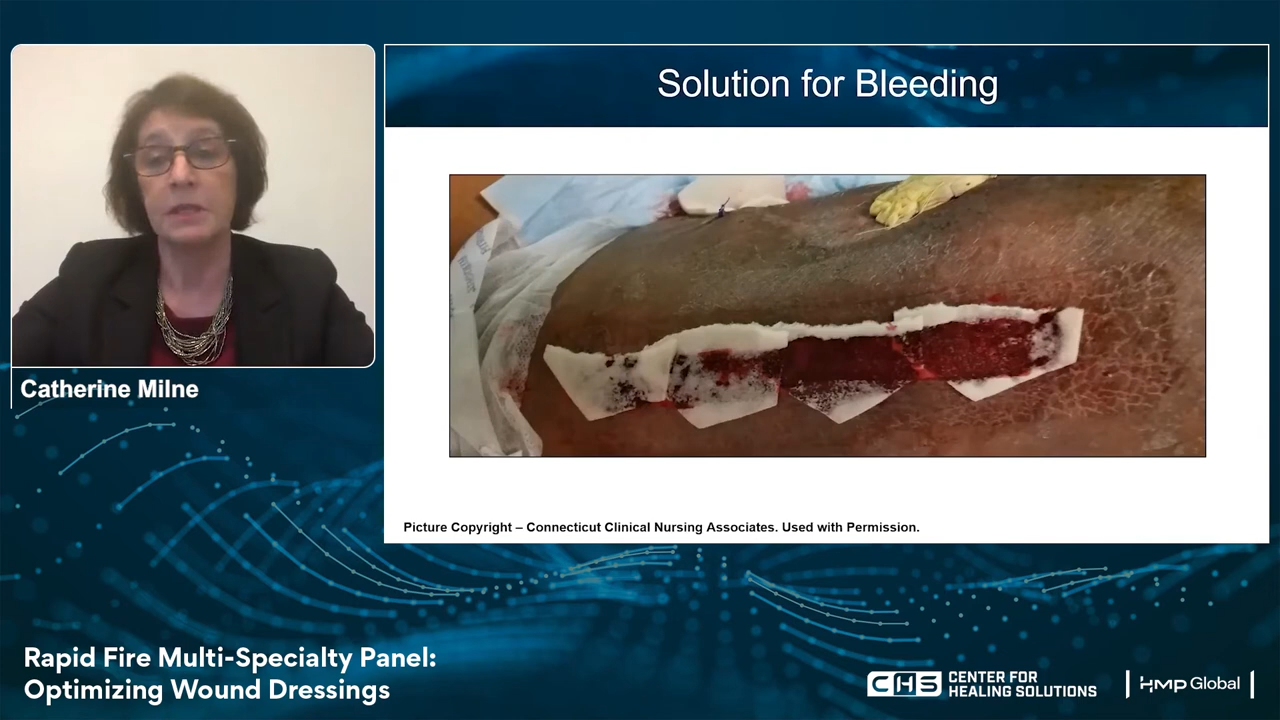 Solution for Bleeding
Catherine Milne
Picture Copyright – Connecticut Clinical Nursing Associates. Used with Permission.
Rapid Fire Multi-Specialty Panel:
Optimizing Wound Dressings
CHS CENTER FOR
HEALING SOLUTIONS
HMP Global